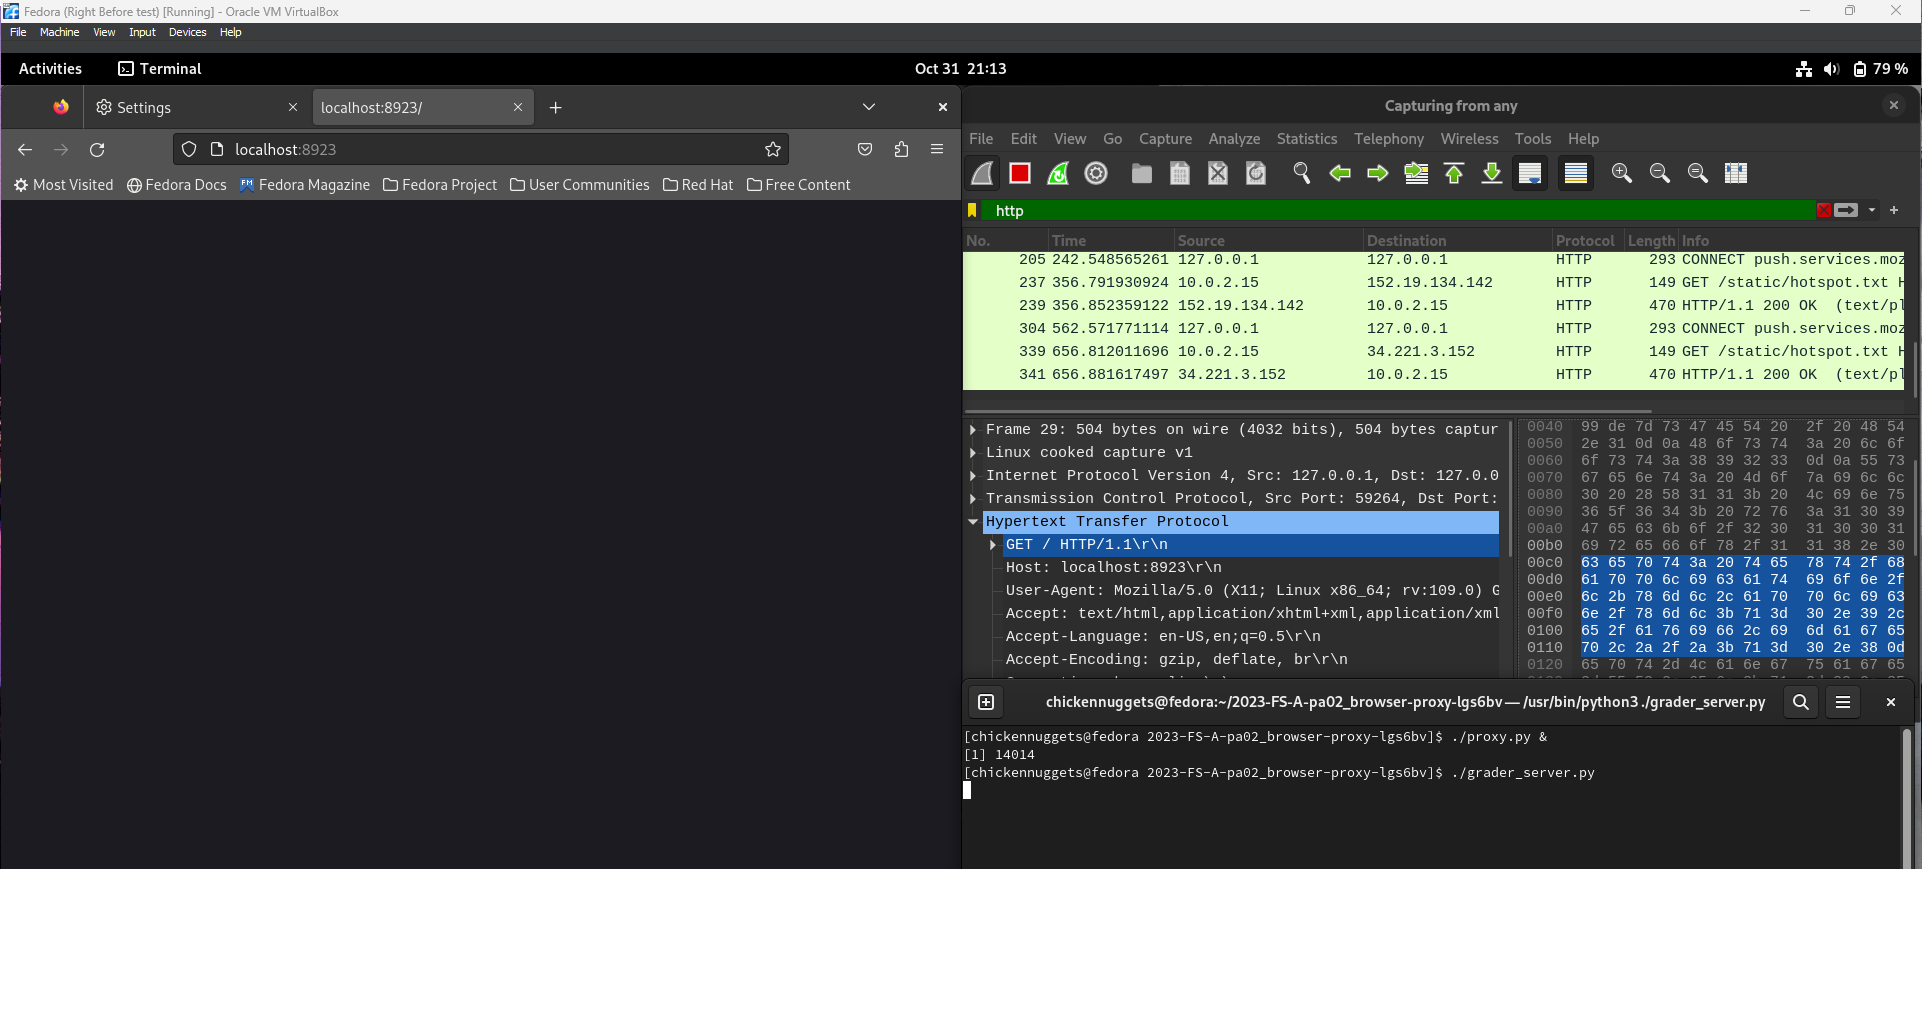 Fedora (Right Before test) [Running] - Oracle VM VirtualBox
File Machine View Input Devices Help
Activities Terminal Oct 31 21:13 79 %
Settings localhost:8923/
localhost:8923
Most Visited Fedora Docs Fedora Magazine Fedora Project User Communities Red Hat Free Content
Capturing from any
File Edit View Go Capture Analyze Statistics Telephony Wireless Tools Help
http
No. Time Source Destination Protocol Length Info
205 242.548565261 127.0.0.1 127.0.0.1 HTTP 293 CONNECT push.services.moz
237 356.791930924 10.0.2.15 152.19.134.142 HTTP 149 GET /static/hotspot.txt H
239 356.852359122 152.19.134.142 10.0.2.15 HTTP 470 HTTP/1.1 200 OK (text/pl
304 562.571771114 127.0.0.1 127.0.0.1 HTTP 293 CONNECT push.services.moz
339 656.812011696 10.0.2.15 34.221.3.152 HTTP 149 GET /static/hotspot.txt H
341 656.881617497 34.221.3.152 10.0.2.15 HTTP 470 HTTP/1.1 200 OK (text/pl
Frame 29: 504 bytes on wire (4032 bits), 504 bytes captur
Linux cooked capture v1
Internet Protocol Version 4, Src: 127.0.0.1, Dst: 127.0.0
Transmission Control Protocol, Src Port: 59264, Dst Port:
Hypertext Transfer Protocol
GET / HTTP/1.1\r\n
Host: localhost:8923\r\n
User-Agent: Mozilla/5.0 (X11; Linux x86_64; rv:109.0) G
Accept: text/html,application/xhtml+xml,application/xml
Accept-Language: en-US,en;q=0.5\r\n
Accept-Encoding: gzip, deflate, br\r\n
0040 99 de 7d 73 47 45 54 20 2f 20 48 54
0050 2e 31 0d 0a 48 6f 73 74 3a 20 6c 6f
0060 6f 73 74 3a 38 39 32 33 0d 0a 55 73
0070 67 65 6e 74 3a 20 4d 6f 7a 69 6c 6c
0080 30 20 28 58 31 31 3b 20 4c 69 6e 75
0090 36 5f 36 34 3b 20 72 76 3a 31 30 39
00a0 47 65 63 6b 6f 2f 32 30 31 30 30 31
00b0 69 72 65 66 6f 78 2f 31 31 38 2e 30
00c0 63 65 70 74 3a 20 74 65 78 74 2f 68
00d0 61 70 70 6c 69 63 61 74 69 6f 6e 2f
00e0 6c 2b 78 6d 6c 2c 61 70 70 6c 69 63
00f0 6e 2f 78 6d 6c 3b 71 3d 30 2e 39 2c
0100 65 2f 61 76 69 66 2c 69 6d 61 67 65
0110 70 2c 2a 2f 2a 3b 71 3d 30 2e 38 0d
0120 65 70 74 2d 4c 61 6e 67 75 61 67 65
chickennuggets@fedora:~/2023-FS-A-pa02_browser-proxy-lgs6bv — /usr/bin/python3 ./grader_server.py
[chickennuggets@fedora 2023-FS-A-pa02_browser-proxy-lgs6bv]$ ./proxy.py &
[1] 14014
[chickennuggets@fedora 2023-FS-A-pa02_browser-proxy-lgs6bv]$ ./grader_server.py